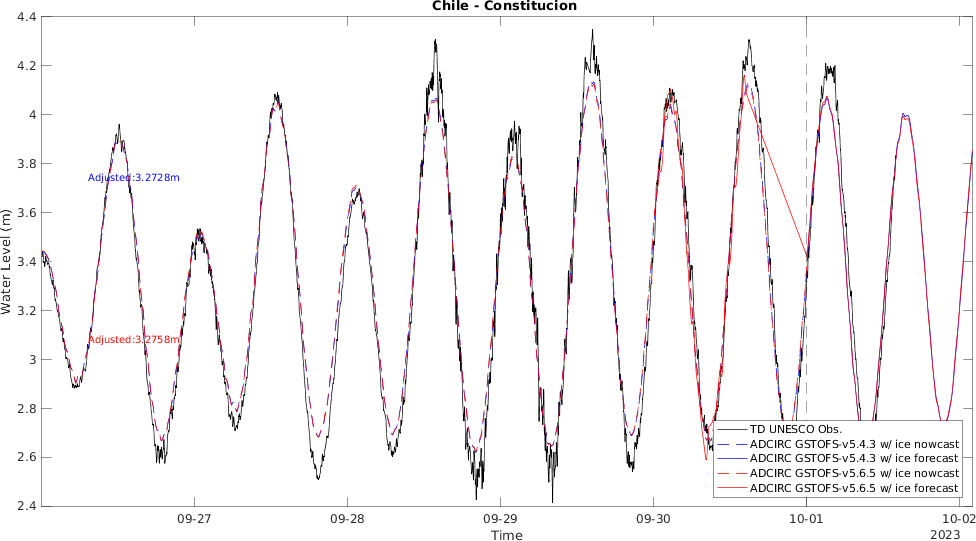 Chile - Constitucion
4.4
4.2
4
3.8
3.6
3.4
3.2
3
2.8
2.6
2.4
Water Level (m)
Adjusted:3.2728m
Adjusted:3.2758m
TD UNESCO Obs.
ADCIRC GSTOFS-v5.4.3 w/ ice nowcast
ADCIRC GSTOFS-v5.4.3 w/ ice forecast
ADCIRC GSTOFS-v5.6.5 w/ ice nowcast
ADCIRC GSTOFS-v5.6.5 w/ ice forecast
09-27 09-28 09-29 09-30 10-01 10-02
Time
2023